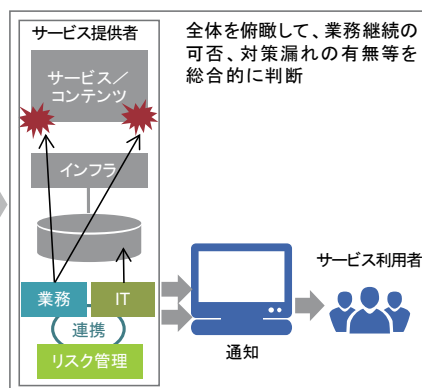 サービス提供者
全体を俯瞰して、業務継続の
可否、対策漏れの有無等を
総合的に判断
サービス／
コンテンツ
インフラ
業務
IT
連携
リスク管理
通知
サービス利用者